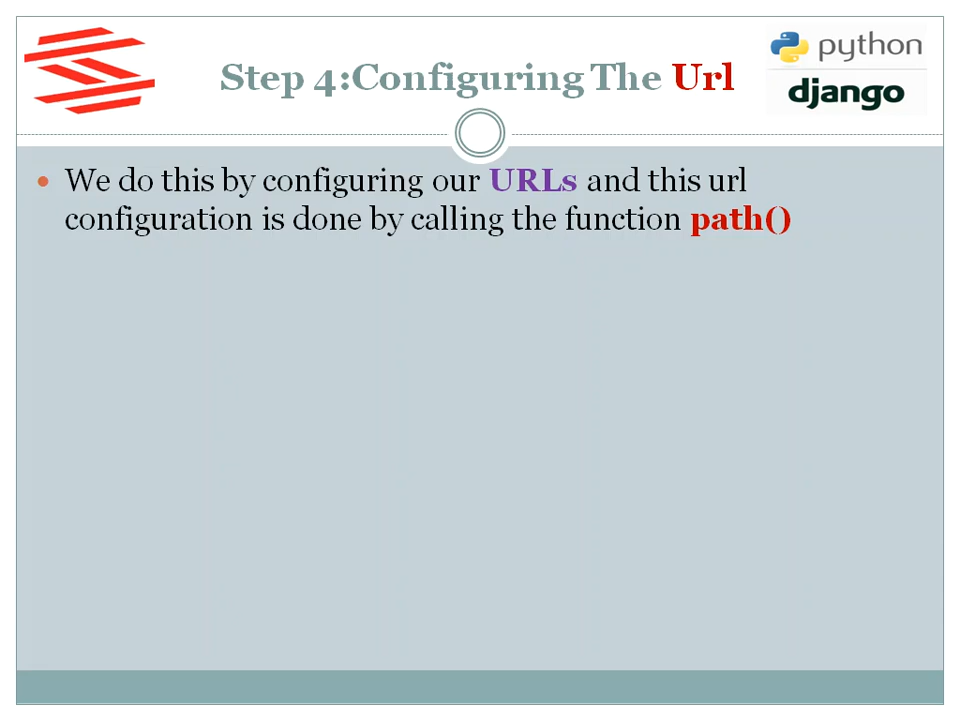 Step 4:Configuring The Url
python
django
We do this by configuring our URLs and this url
configuration is done by calling the function path()